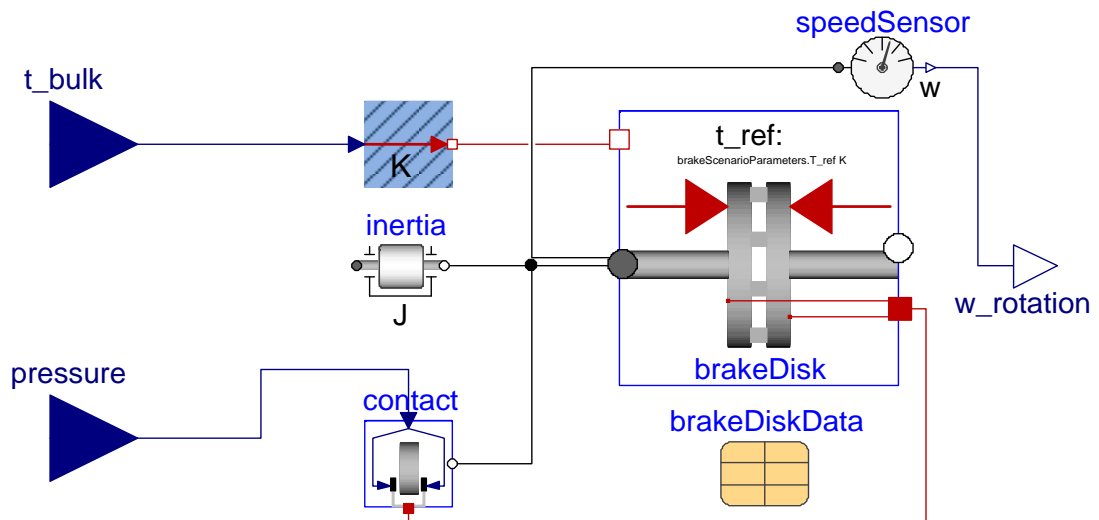 speedSensor
t_bulk
w
t_ref:
brakeScenarioParameters.T_ref K
K
inertia
J
w_rotation
pressure
brakeDisk
contact
brakeDiskData